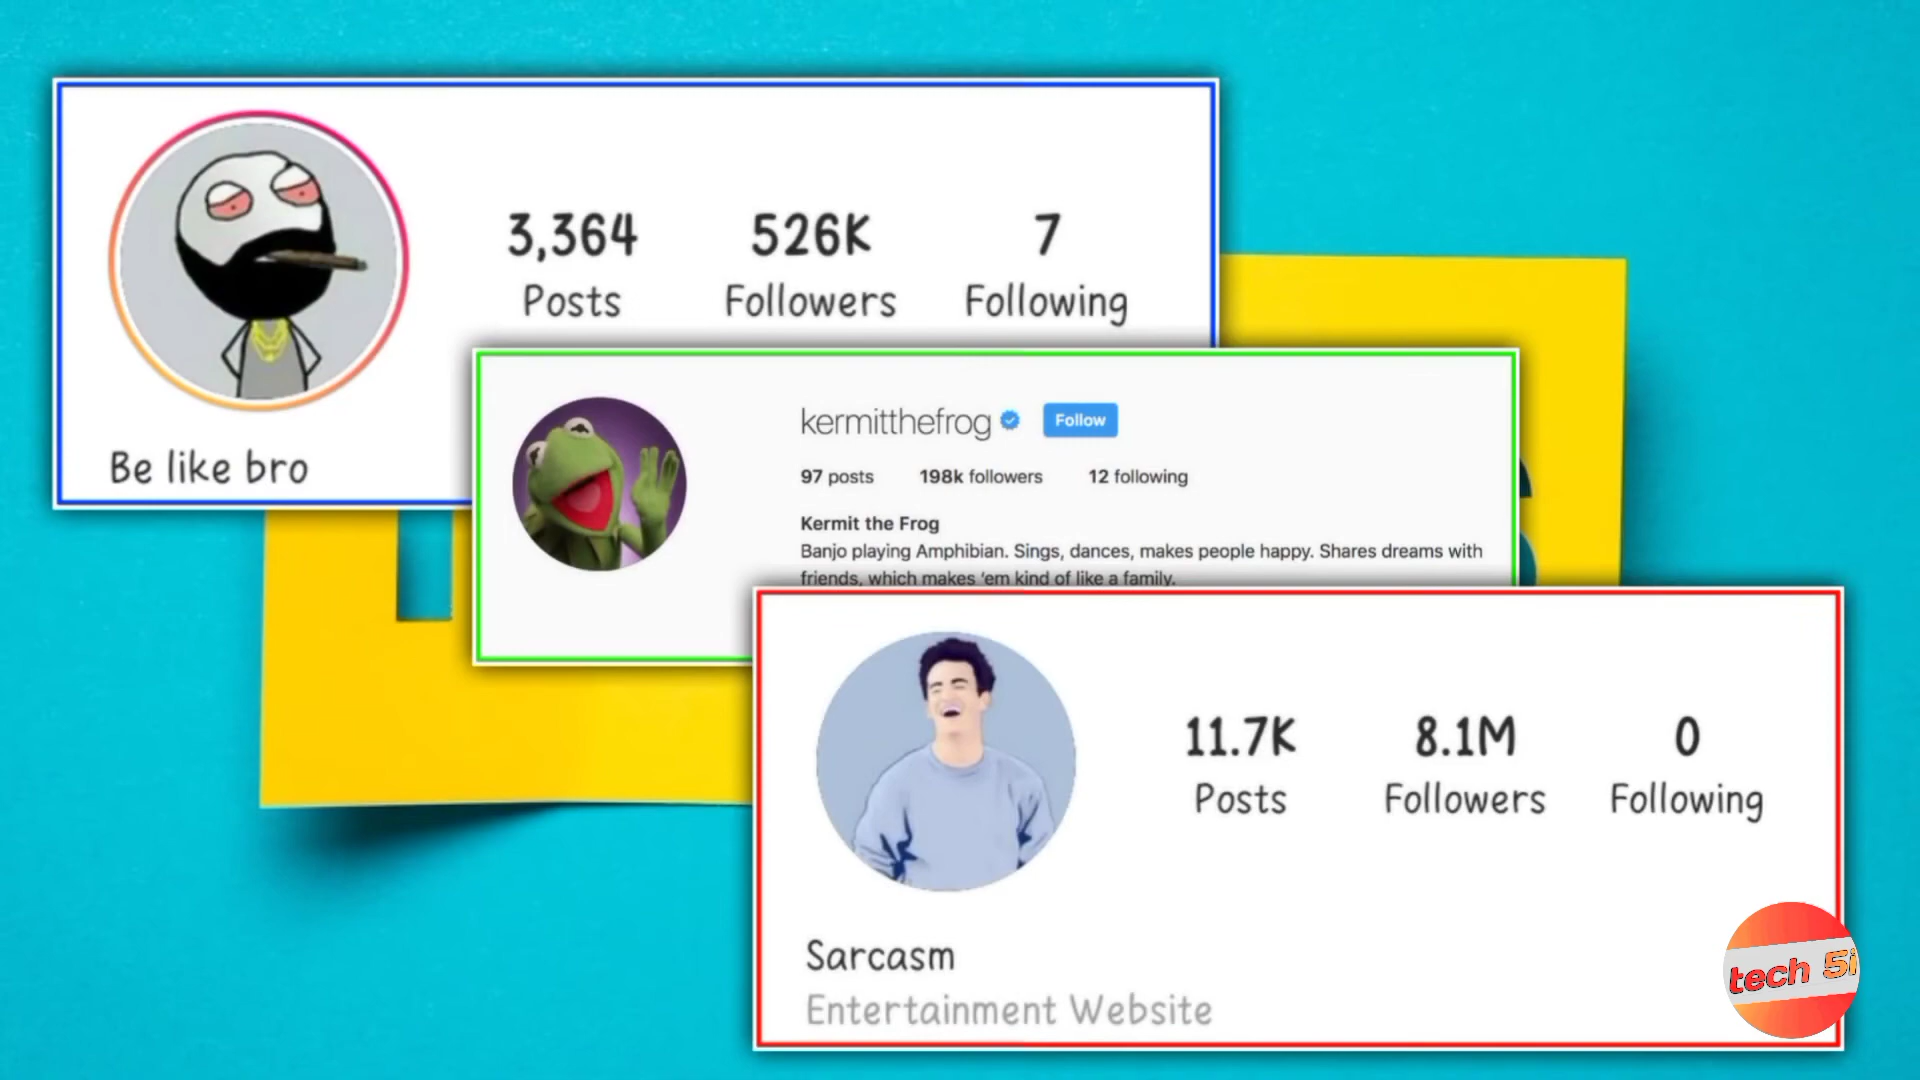 3,364 526K 7
Posts Followers Following
Be like bro
kermitthefrog Follow
97 posts 198k followers 12 following
Kermit the Frog
Banjo playing Amphibian. Sings, dances, makes people happy. Shares dreams with
friends, which makes ‘em kind of like a family.
11.7K 8.1M 0
Posts Followers Following
Sarcasm
Entertainment Website
tech 5i